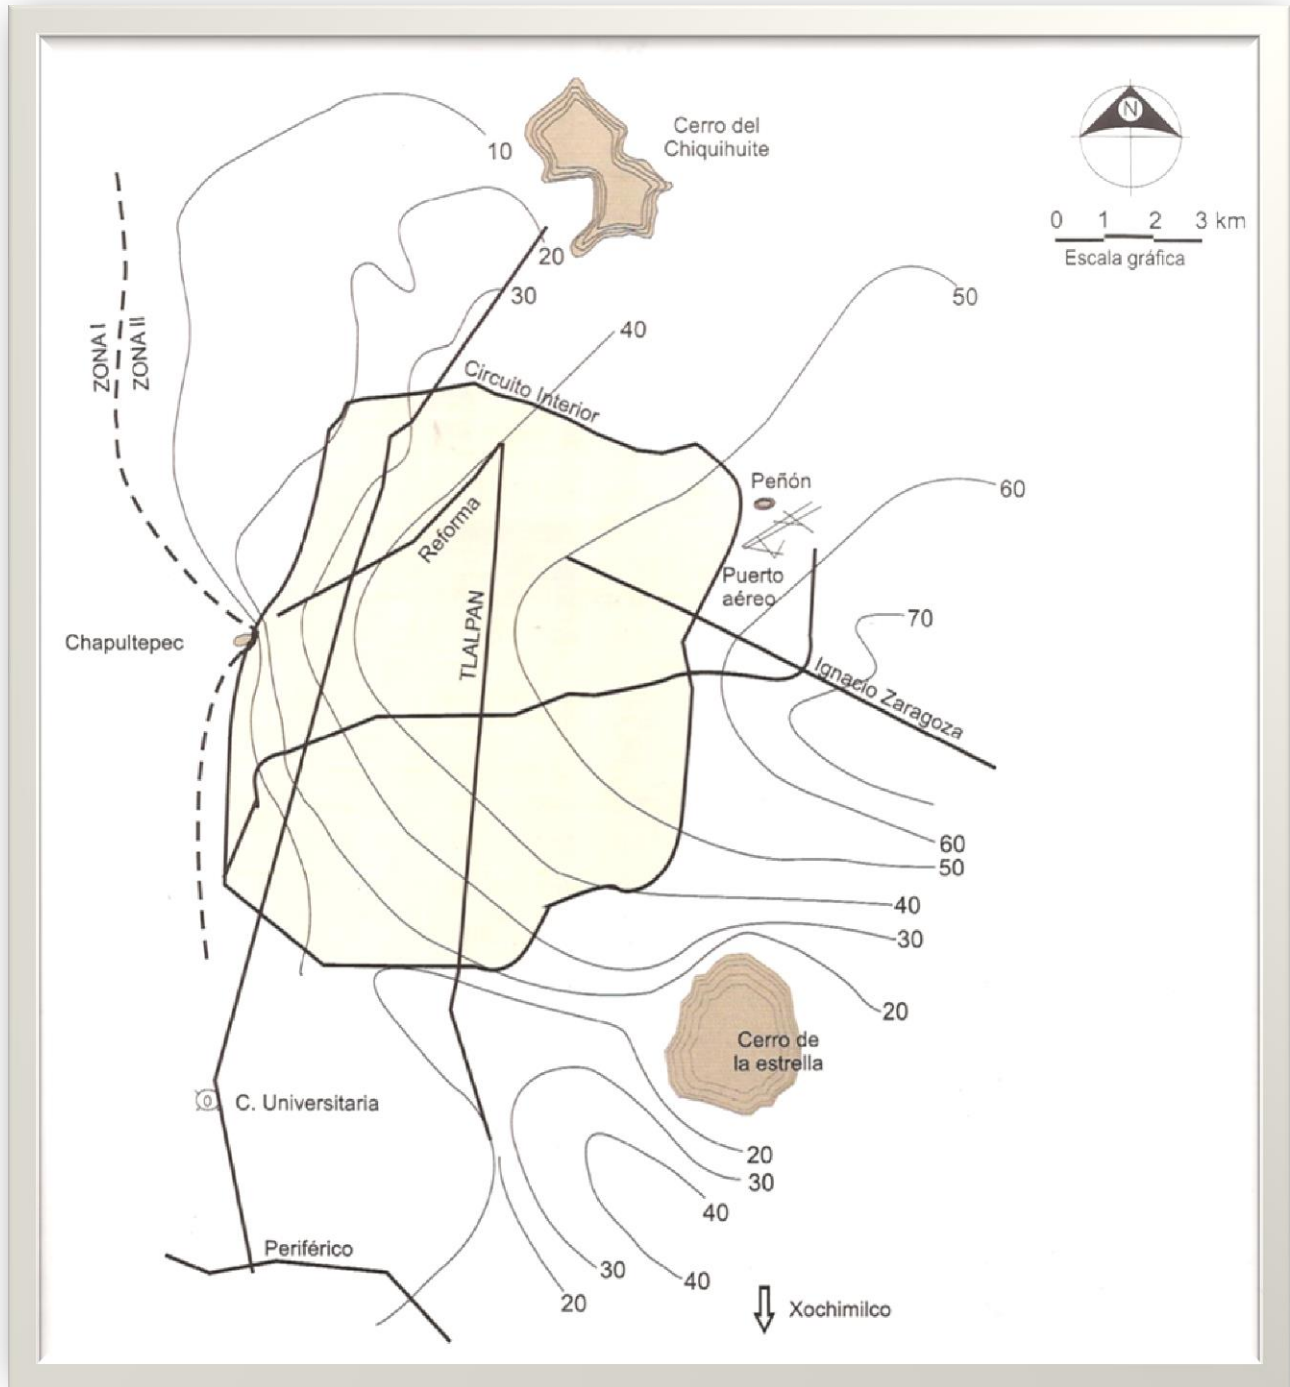 N
0 1 2 3 km
Escala gráfica
Cerro del
Chiquihuite
10
20
30
40
50
ZONA I
ZONA II
Circuito Interior
Peñón
60
Reforma
Puerto
aéreo
TLALPAN
70
Chapultepec
Ignacio Zaragoza
60
50
40
30
20
Cerro de
la estrella
C. Universitaria
20
30
40
Periférico
30
40
20
Xochimilco